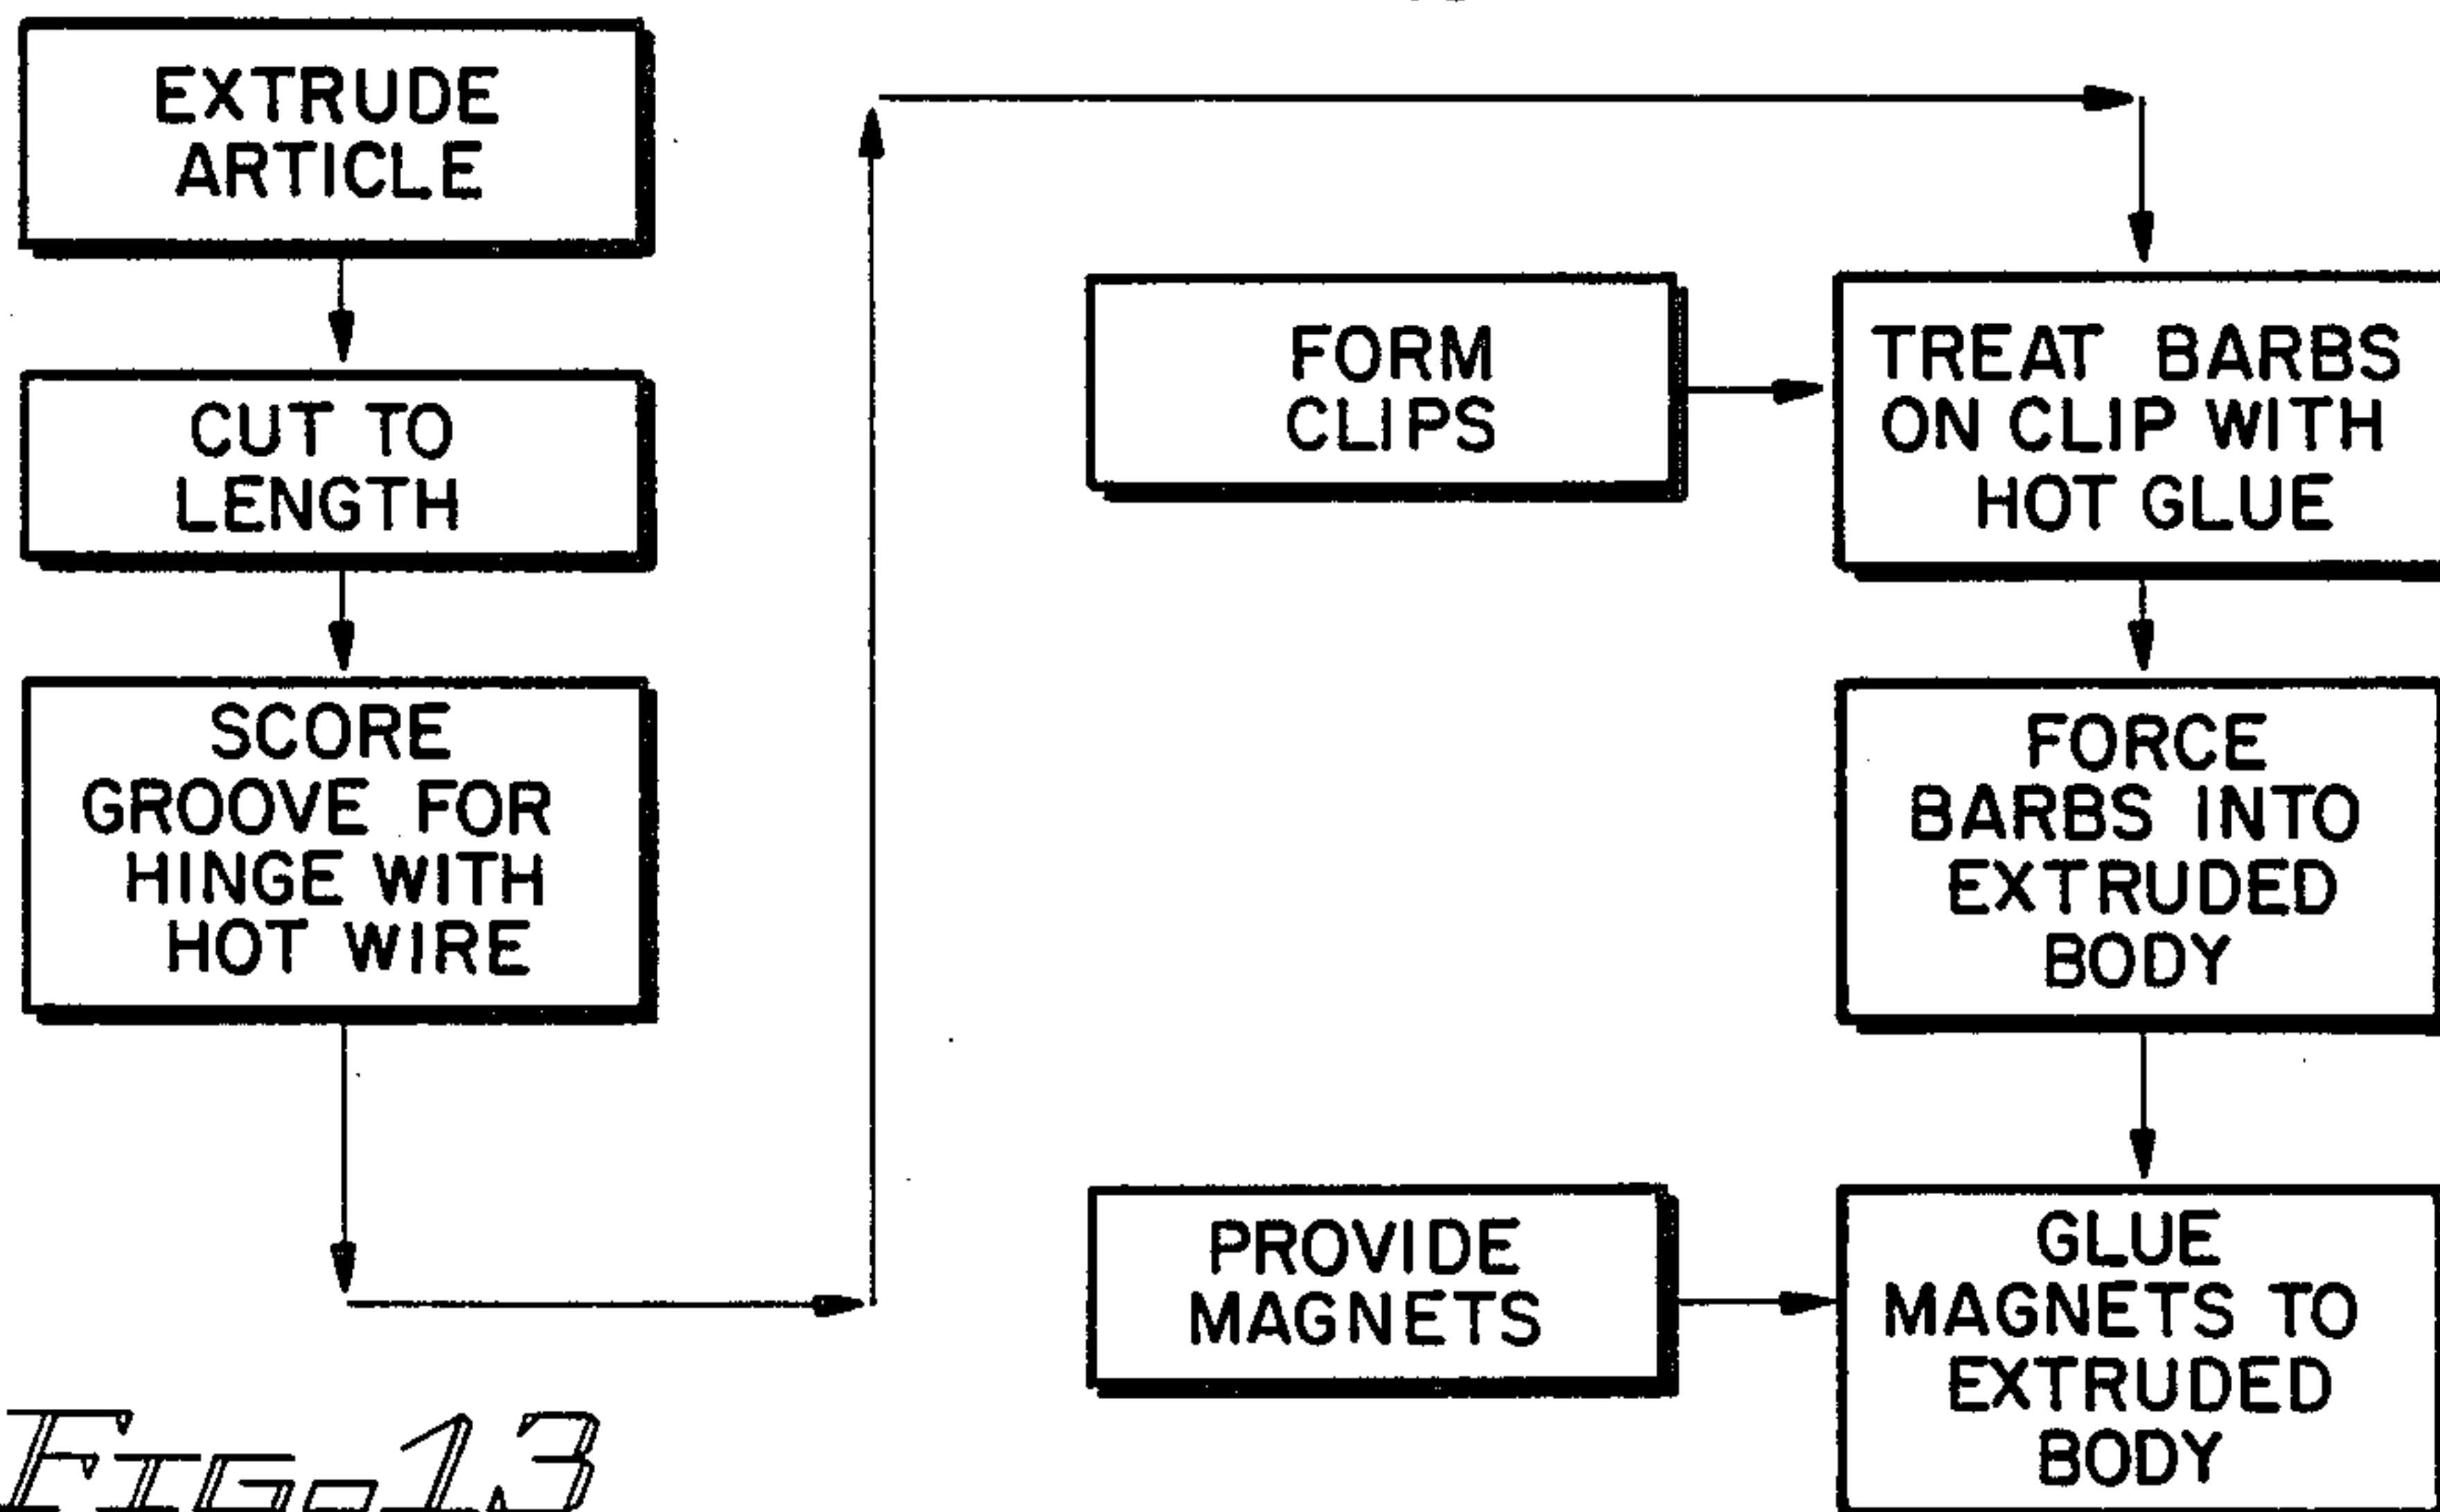 EXTRUDE
ARTICLE
CUT TO
LENGTH
SCORE
GROOVE FOR
HINGE WITH
HOT WIRE
FORM
CLIPS
TREAT BARBS
ON CLIP WITH
HOT GLUE
FORCE
BARBS INTO
EXTRUDED
BODY
PROVIDE
MAGNETS
GLUE
MAGNETS TO
EXTRUDED
BODY
FIG.13